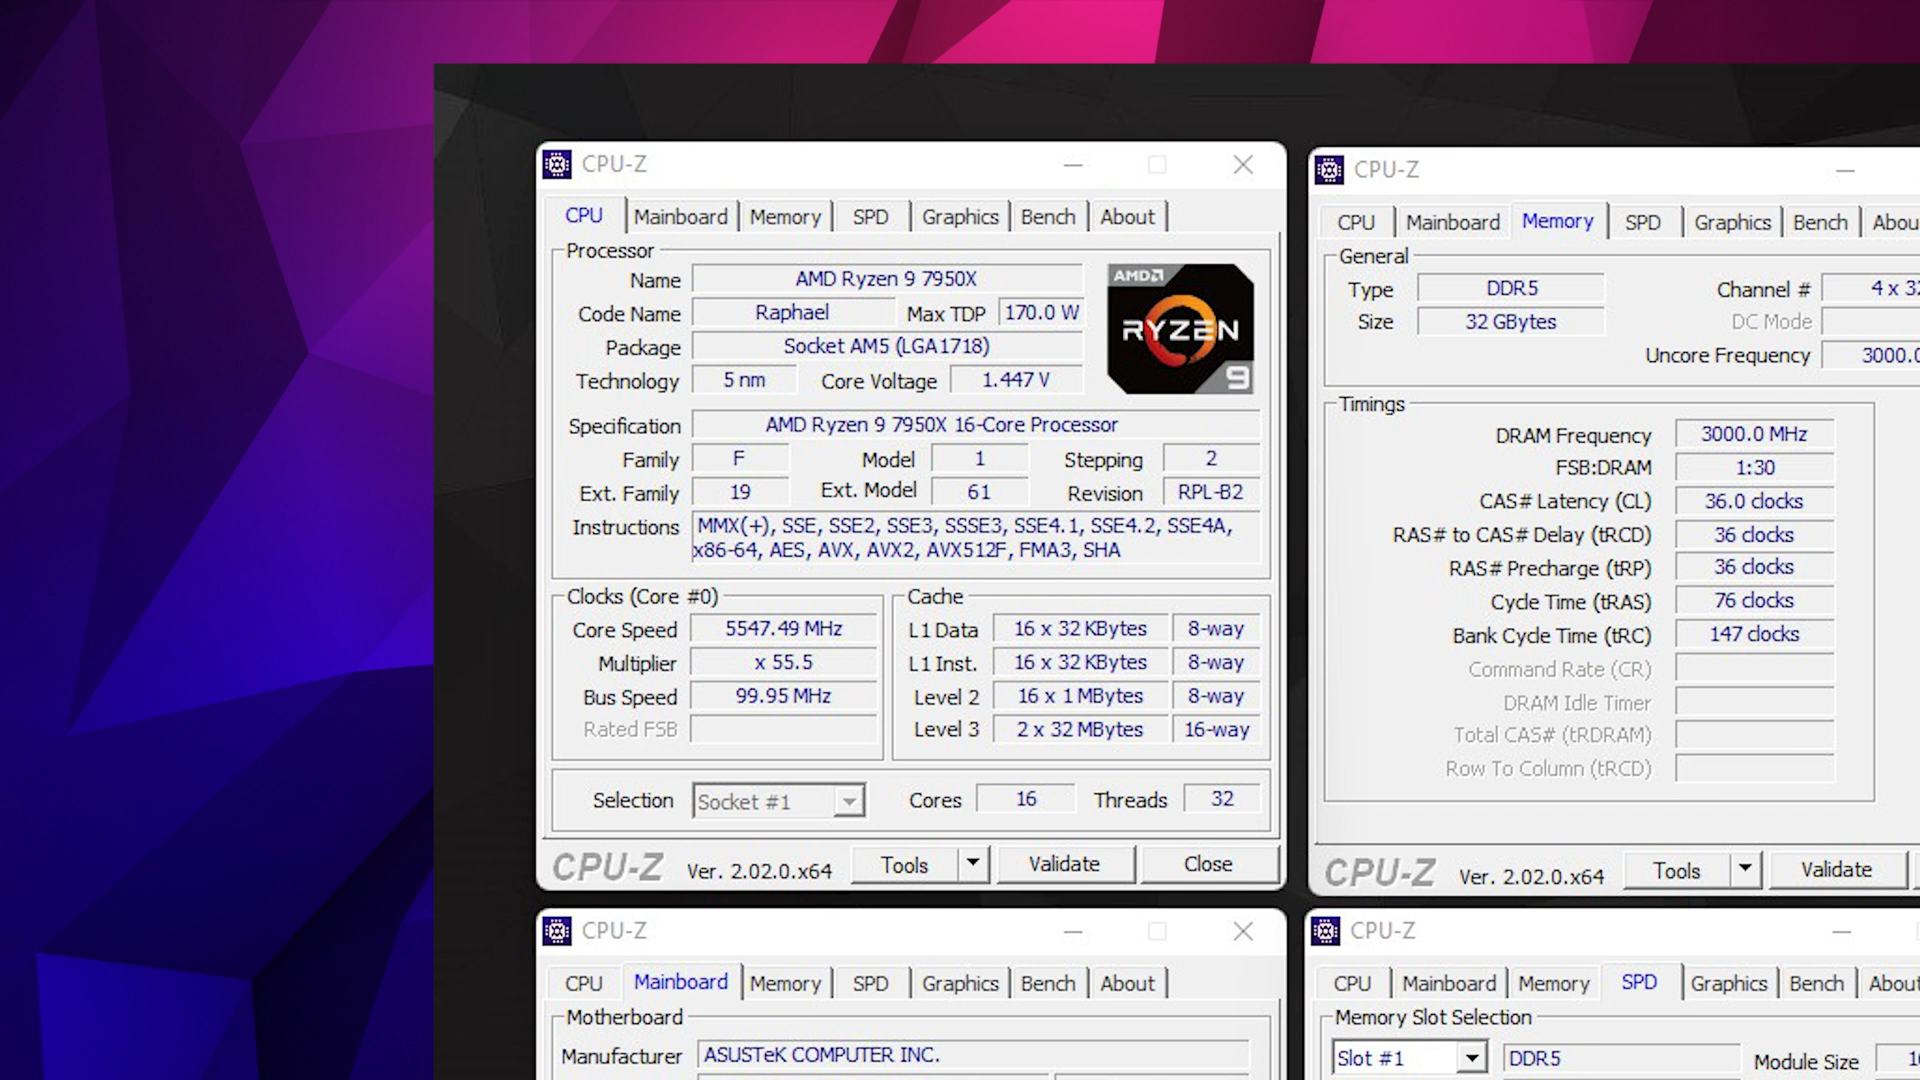 CPU-Z
CPU Mainboard Memory SPD Graphics Bench About
Processor
Name AMD Ryzen 9 7950X
Code Name Raphael Max TDP 170.0 W
Package Socket AM5 (LGA1718)
Technology 5 nm Core Voltage 1.447 V
AMD
RYZEN
9
Specification AMD Ryzen 9 7950X 16-Core Processor
Family F Model 1 Stepping 2
Ext. Family 19 Ext. Model 61 Revision RPL-B2
Instructions MMX(+), SSE, SSE2, SSE3, SSSE3, SSE4.1, SSE4.2, SSE4A,
x86-64, AES, AVX, AVX2, AVX512F, FMA3, SHA
Clocks (Core #0)
Core Speed 5547.49 MHz
Multiplier x 55.5
Bus Speed 99.95 MHz
Rated FSB
Cache
L1 Data 16 x 32 KBytes 8-way
L1 Inst. 16 x 32 KBytes 8-way
Level 2 16 x 1 MBytes 8-way
Level 3 2 x 32 MBytes 16-way
Selection Socket #1 Cores 16 Threads 32
CPU-Z Ver. 2.02.0.x64 Tools Validate Close
CPU-Z
CPU Mainboard Memory SPD Graphics Bench Abou
General
Type DDR5 Channel # 4 x 32
Size 32 GBytes DC Mode
Uncore Frequency 3000.0
Timings
DRAM Frequency 3000.0 MHz
FSB:DRAM 1:30
CAS# Latency (CL) 36.0 clocks
RAS# to CAS# Delay (tRCD) 36 clocks
RAS# Precharge (tRP) 36 clocks
Cycle Time (tRAS) 76 clocks
Bank Cycle Time (tRC) 147 clocks
Command Rate (CR)
DRAM Idle Timer
Total CAS# (tRDRAM)
Row To Column (tRCD)
CPU-Z Ver. 2.02.0.x64 Tools Validate
CPU-Z
CPU Mainboard Memory SPD Graphics Bench About
Motherboard
Manufacturer ASUSTeK COMPUTER INC.
CPU-Z
CPU Mainboard Memory SPD Graphics Bench About
Memory Slot Selection
Slot #1 DDR5 Module Size